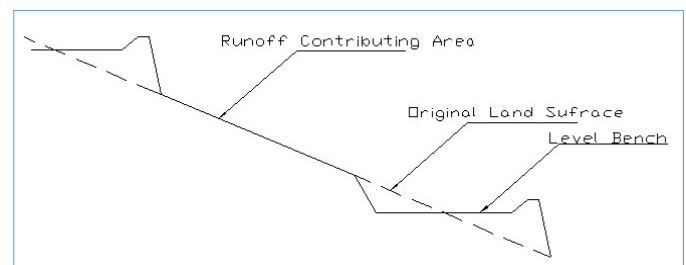 Runoff Contributing Area
Original Land Sufrace
Level Bench